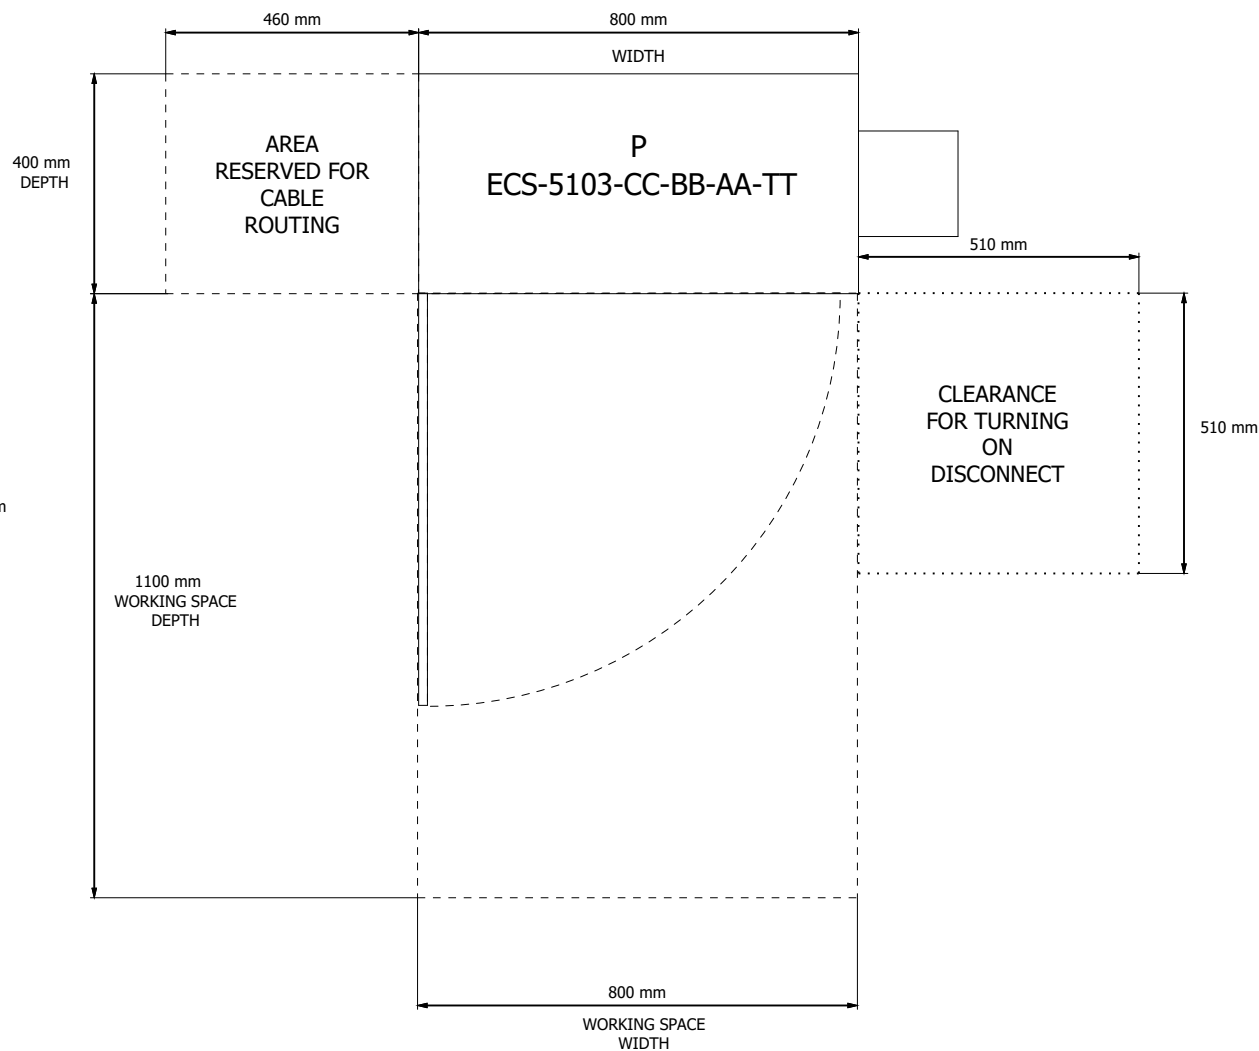 460 mm
800 mm
WIDTH
400 mm
DEPTH
AREA
RESERVED FOR
CABLE
ROUTING
P
ECS-5103-CC-BB-AA-TT
510 mm
CLEARANCE
FOR TURNING
ON
DISCONNECT
510 mm
1100 mm
WORKING SPACE
DEPTH
800 mm
WORKING SPACE
WIDTH